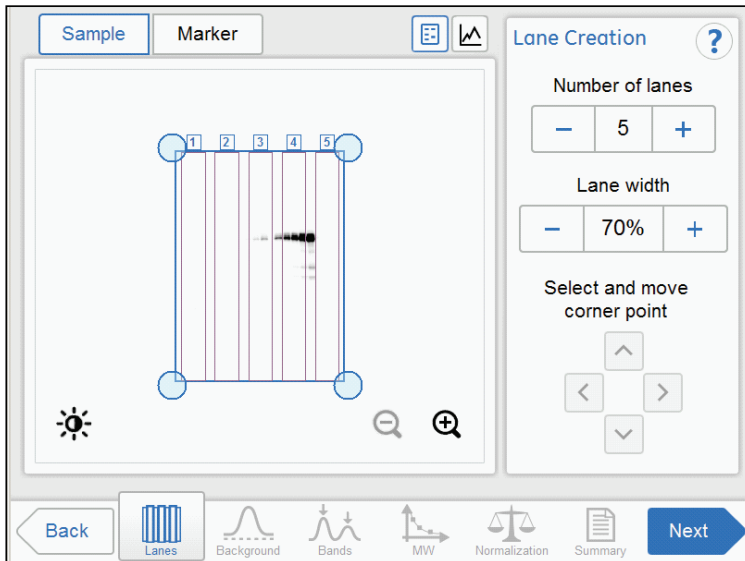 Sample
Marker
Lane Creation
?
Number of lanes
− 5 +
Lane width
− 70% +
Select and move
corner point
1 2 3 4 5
Back
Lanes
Background
Bands
MW
Normalization
Summary
Next